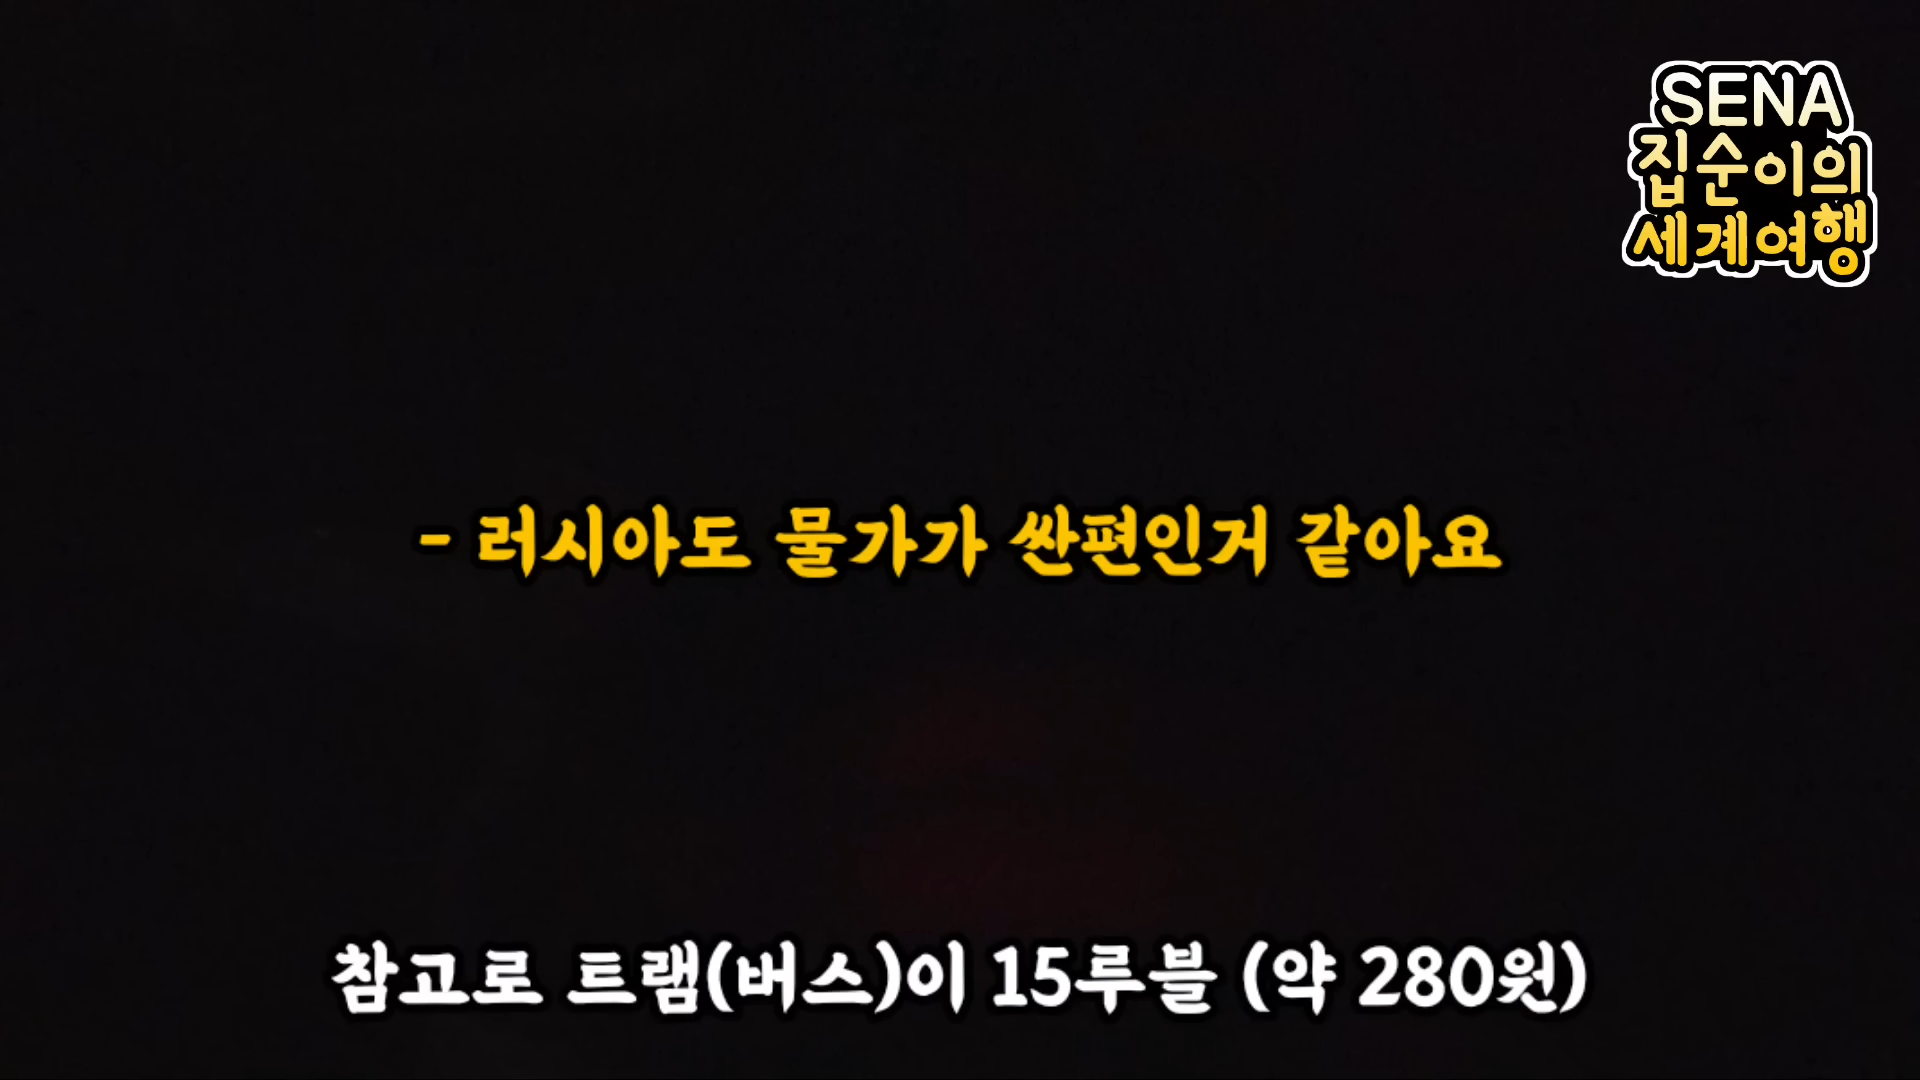 SENA
집순이의
세계여행
- 러시아도 물가가 싼편인거 같아요
참고로 트램(버스)이 15루블 (약 280원)